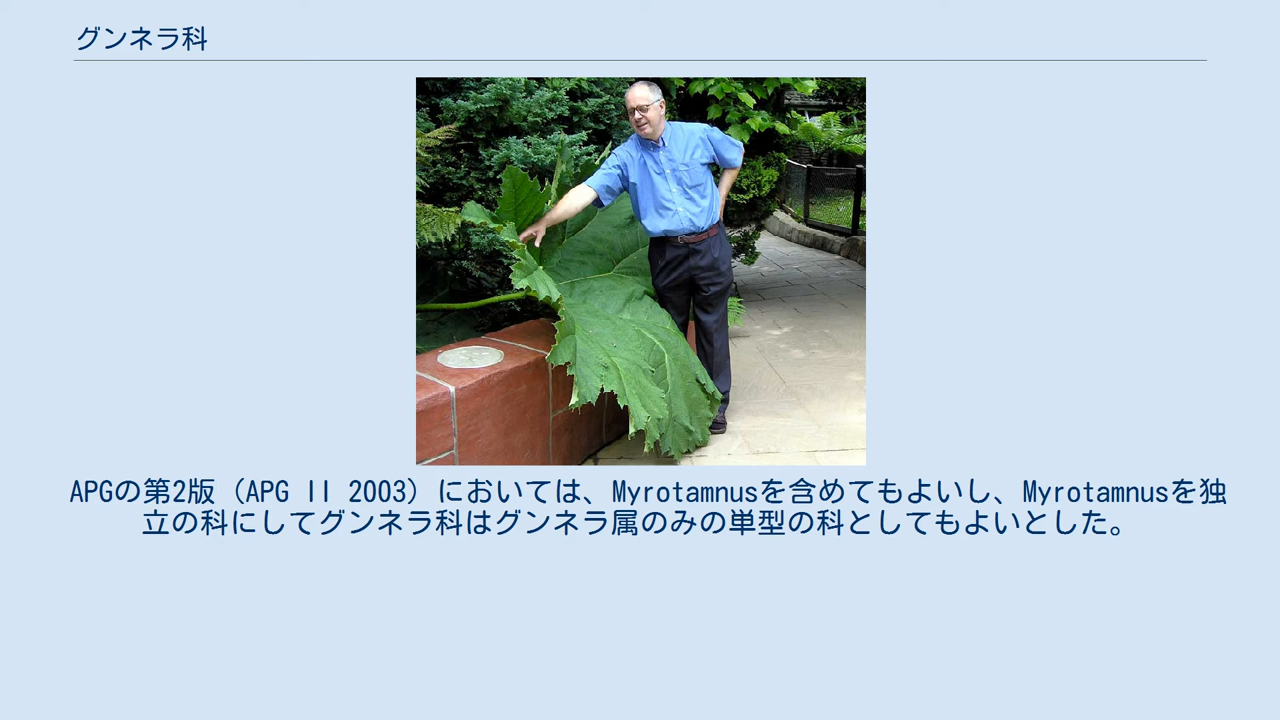 グンネラ科
APGの第2版（APG II 2003）においては、Myrotamnusを含めてもよいし、Myrotamnusを独
立の科にしてグンネラ科はグンネラ属のみの単型の科としてもよいとした。